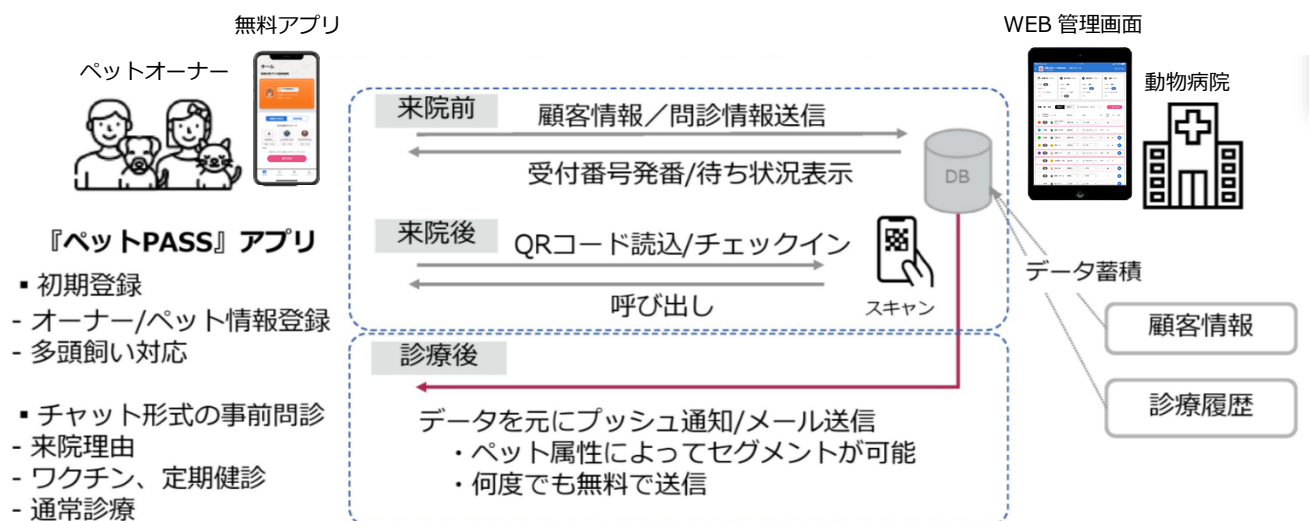 無料アプリ
ペットオーナー
『ペットPASS』アプリ
▪ 初期登録
- オーナー/ペット情報登録
- 多頭飼い対応
▪ チャット形式の事前問診
- 来院理由
- ワクチン、定期健診
- 通常診療
来院前
顧客情報／問診情報送信
受付番号発番/待ち状況表示
来院後
QRコード読込/チェックイン
呼び出し
スキャン
DB
診療後
データを元にプッシュ通知/メール送信
・ペット属性によってセグメントが可能
・何度でも無料で送信
WEB 管理画面
動物病院
データ蓄積
顧客情報
診療履歴